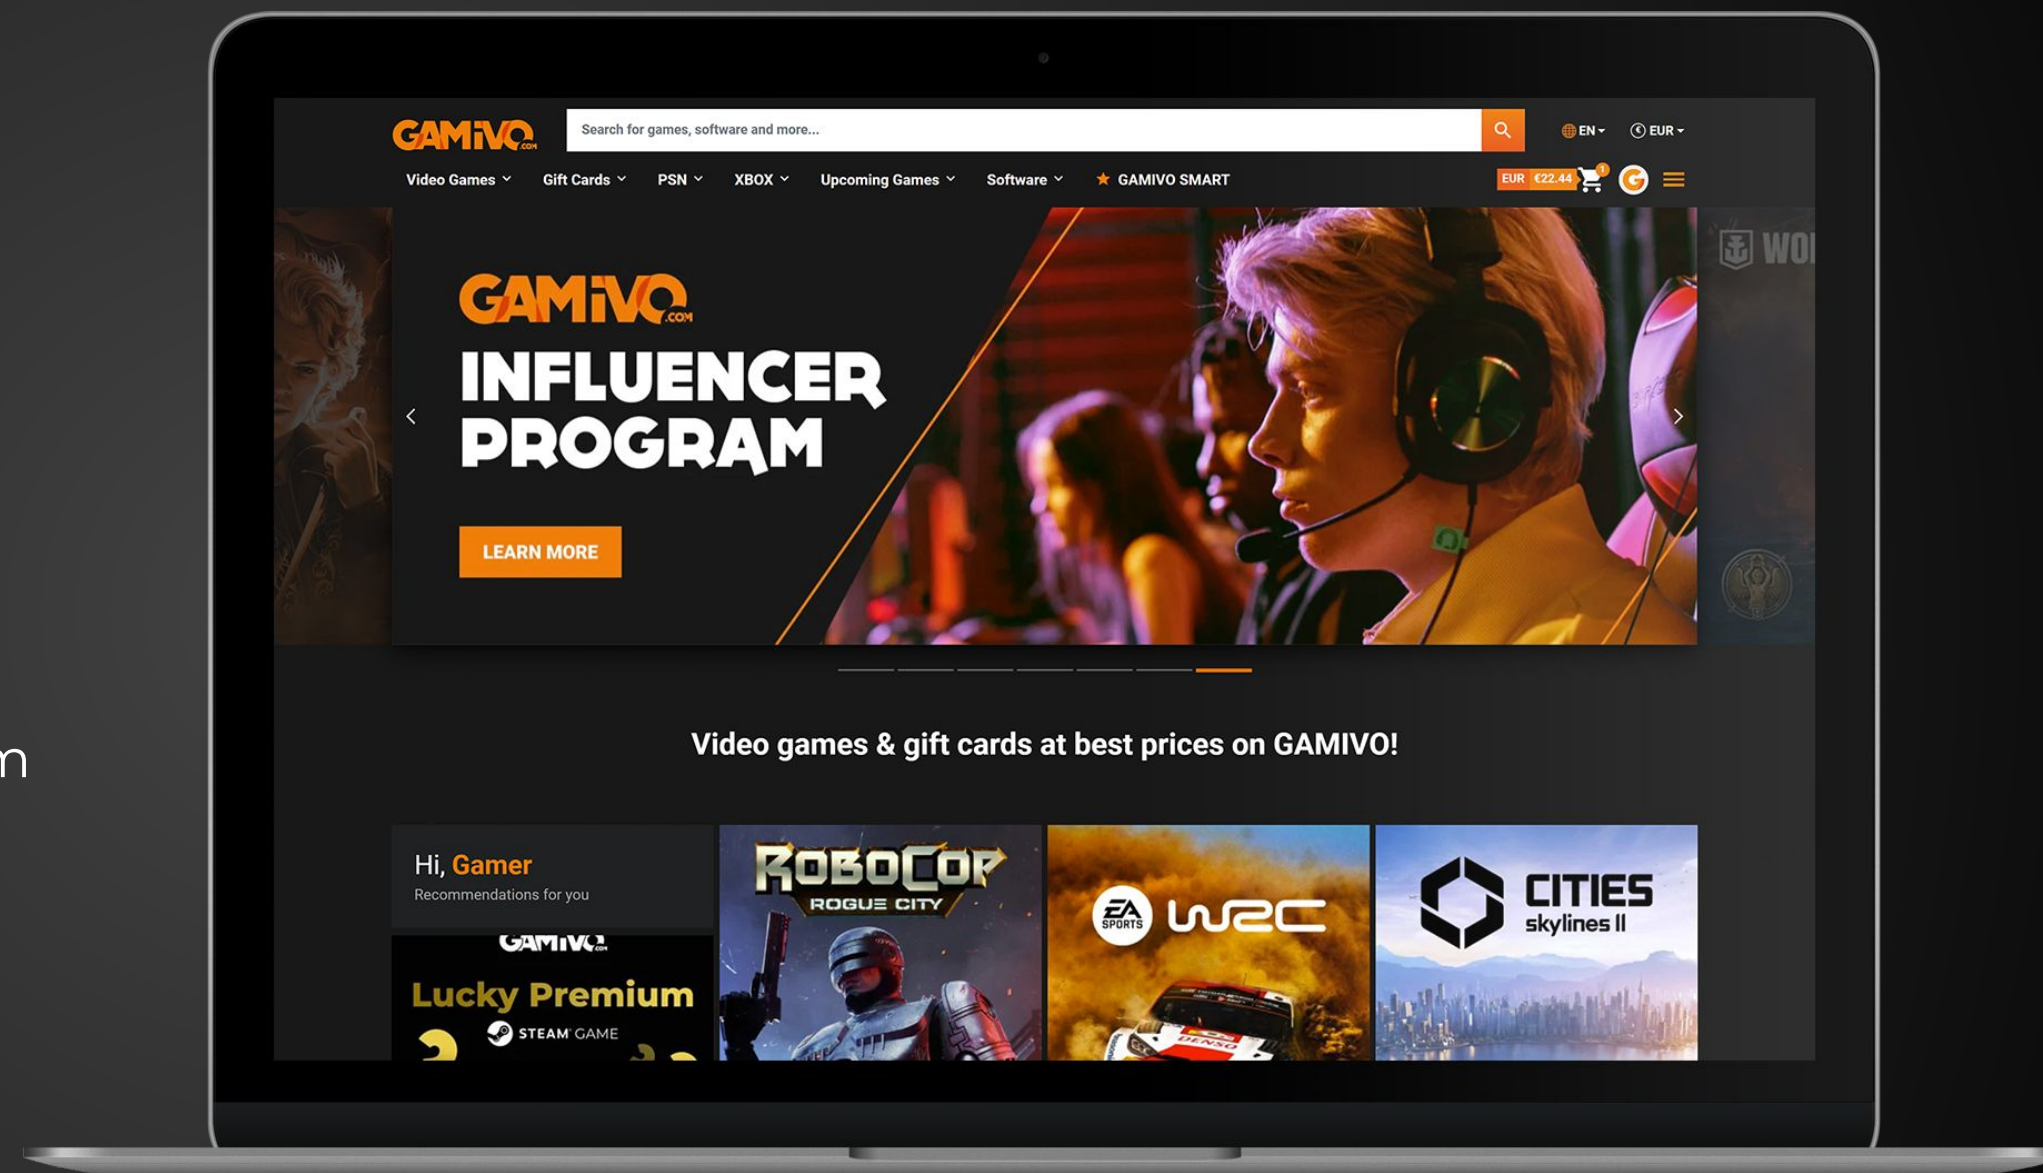 GAMIVO.COM
Search for games, software and more...
EN
€ EUR
Video Games
Gift Cards
PSN
XBOX
Upcoming Games
Software
GAMIVO SMART
EUR €22.44
1
G
GAMIVO.COM
INFLUENCER
PROGRAM
LEARN MORE
WO
Video games & gift cards at best prices on GAMIVO!
Hi, Gamer
Recommendations for you
GAMIVO.COM
Lucky Premium
STEAM GAME
ROBOCOP
ROGUE CITY
EA
SPORTS
WRC
DENSO
CITIES
skylines II